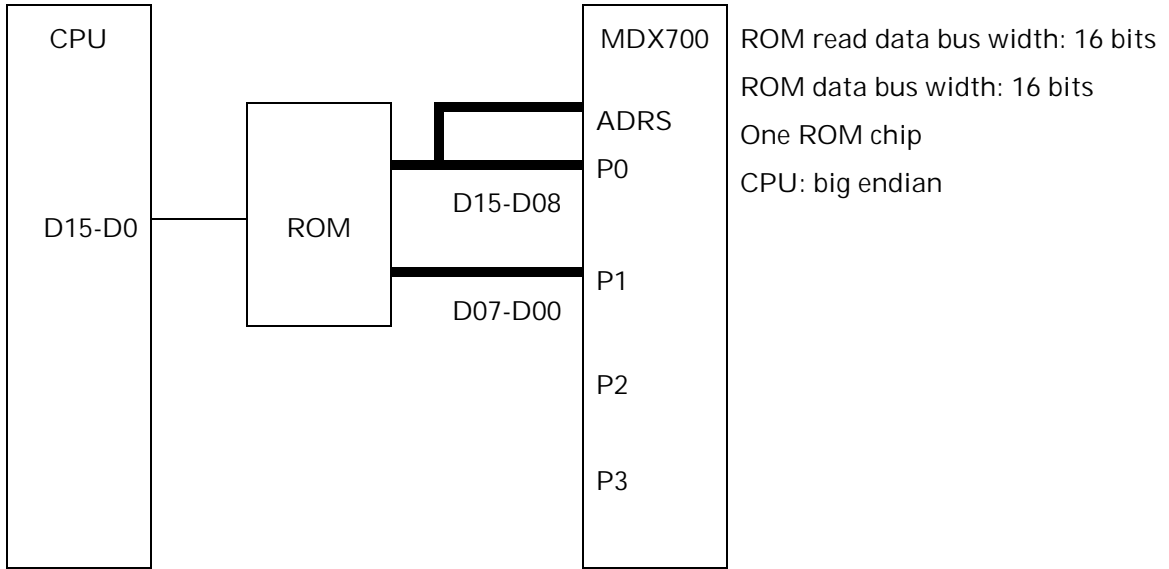 CPU
MDX700
ROM read data bus width: 16 bits
ROM data bus width: 16 bits
ADRS
One ROM chip
P0
CPU: big endian
D15-D08
D15-D0
ROM
P1
D07-D00
P2
P3